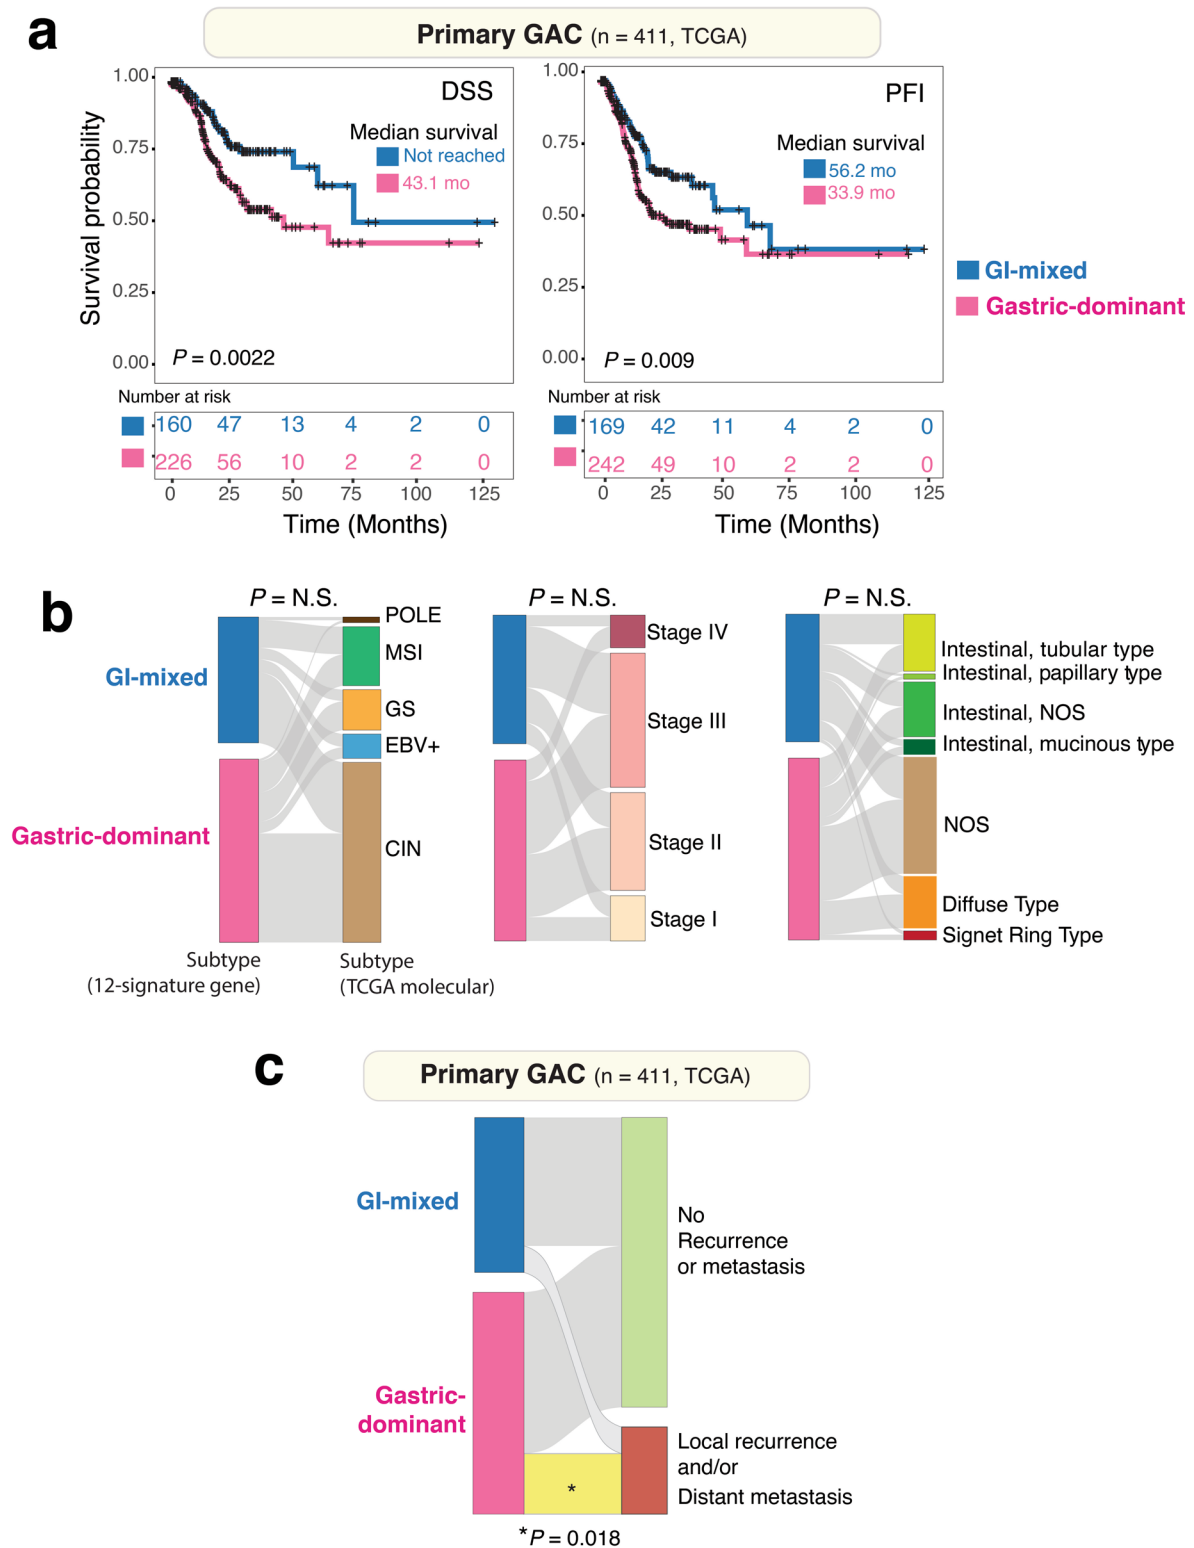 a
Primary GAC (n = 411, TCGA)
DSS
Survival probability
1.00
0.75
0.50
0.25
0.00
Median survival
Not reached
43.1 mo
P = 0.0022
Number at risk
160 47 13 4 2 0
226 56 10 2 2 0
0 25 50 75 100 125
Time (Months)
PFI
1.00
0.75
0.50
0.25
0.00
Median survival
56.2 mo
33.9 mo
P = 0.009
Number at risk
169 42 11 4 2 0
242 49 10 2 2 0
0 25 50 75 100 125
Time (Months)
GI-mixed
Gastric-dominant
b
P = N.S.
GI-mixed
Gastric-dominant
POLE
MSI
GS
EBV+
CIN
Subtype
(12-signature gene)
Subtype
(TCGA molecular)
P = N.S.
Stage IV
Stage III
Stage II
Stage I
P = N.S.
Intestinal, tubular type
Intestinal, papillary type
Intestinal, NOS
Intestinal, mucinous type
NOS
Diffuse Type
Signet Ring Type
c
Primary GAC (n = 411, TCGA)
GI-mixed
Gastric-
dominant
No
Recurrence
or metastasis
Local recurrence
and/or
Distant metastasis
*
*P = 0.018